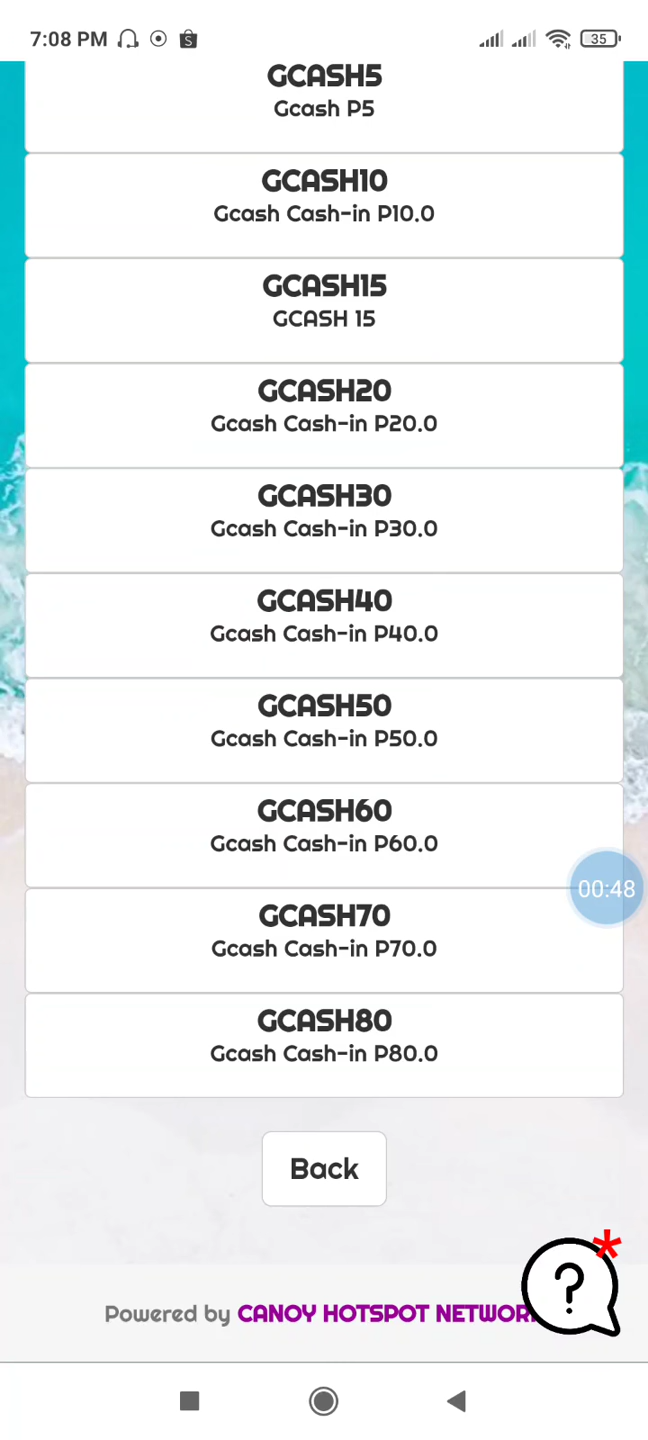 7:08 PM
35
GCASH5
Gcash P5
GCASH10
Gcash Cash-in P10.0
GCASH15
GCASH 15
GCASH20
Gcash Cash-in P20.0
GCASH30
Gcash Cash-in P30.0
GCASH40
Gcash Cash-in P40.0
GCASH50
Gcash Cash-in P50.0
GCASH60
Gcash Cash-in P60.0
00:48
GCASH70
Gcash Cash-in P70.0
GCASH80
Gcash Cash-in P80.0
Back
?
Powered by CANOY HOTSPOT NETWOR